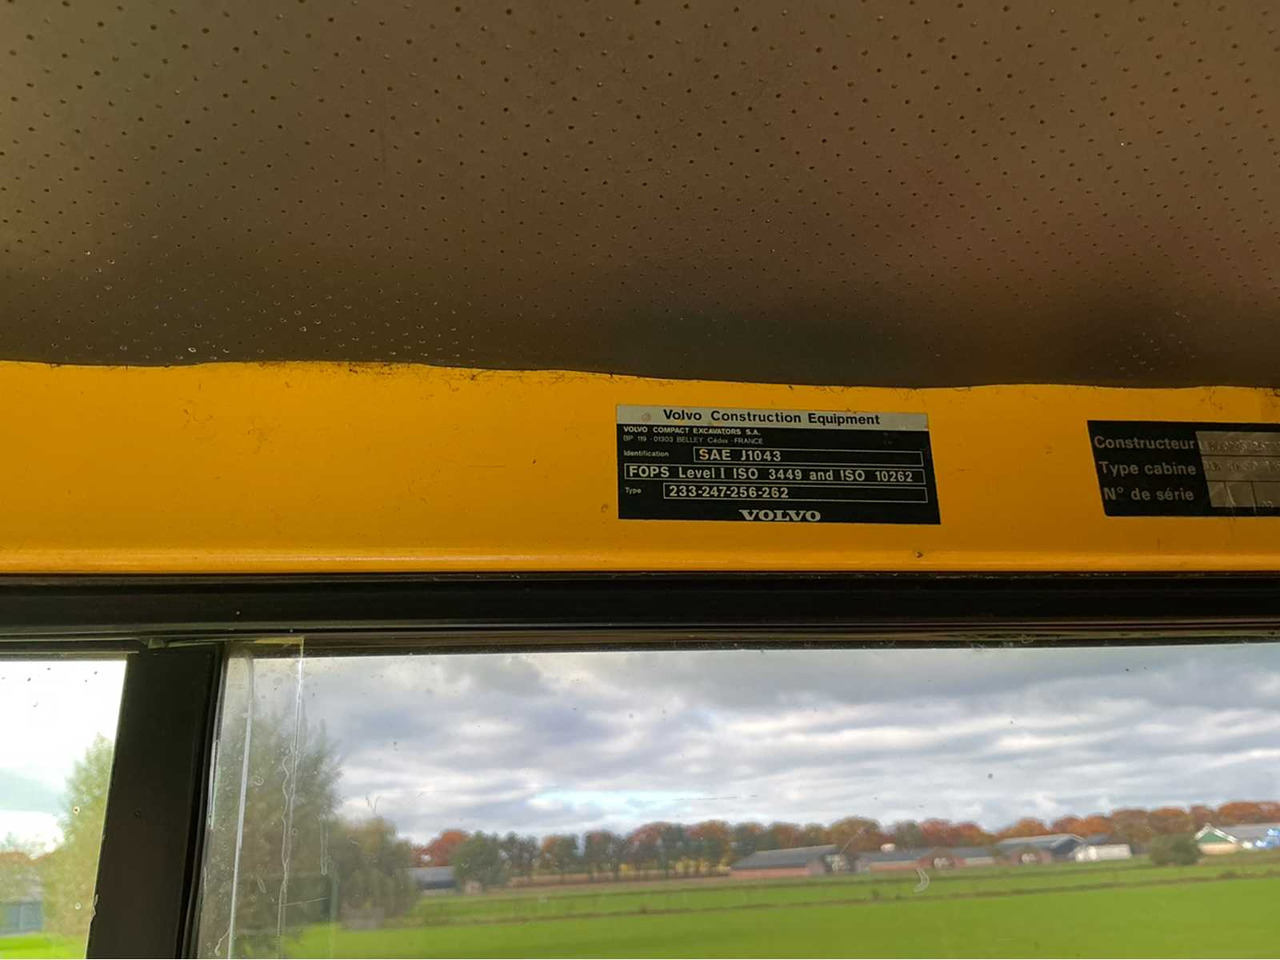 Volvo Construction Equipment
VOLVO COMPACT EXCAVATORS S.A.
BP 119 - 01303 BELLEY Cédex - FRANCE
Identification SAE J1043
FOPS Level I ISO 3449 and ISO 10262
Type 233-247-256-262
VOLVO
Constructeur
Type cabine
N° de série